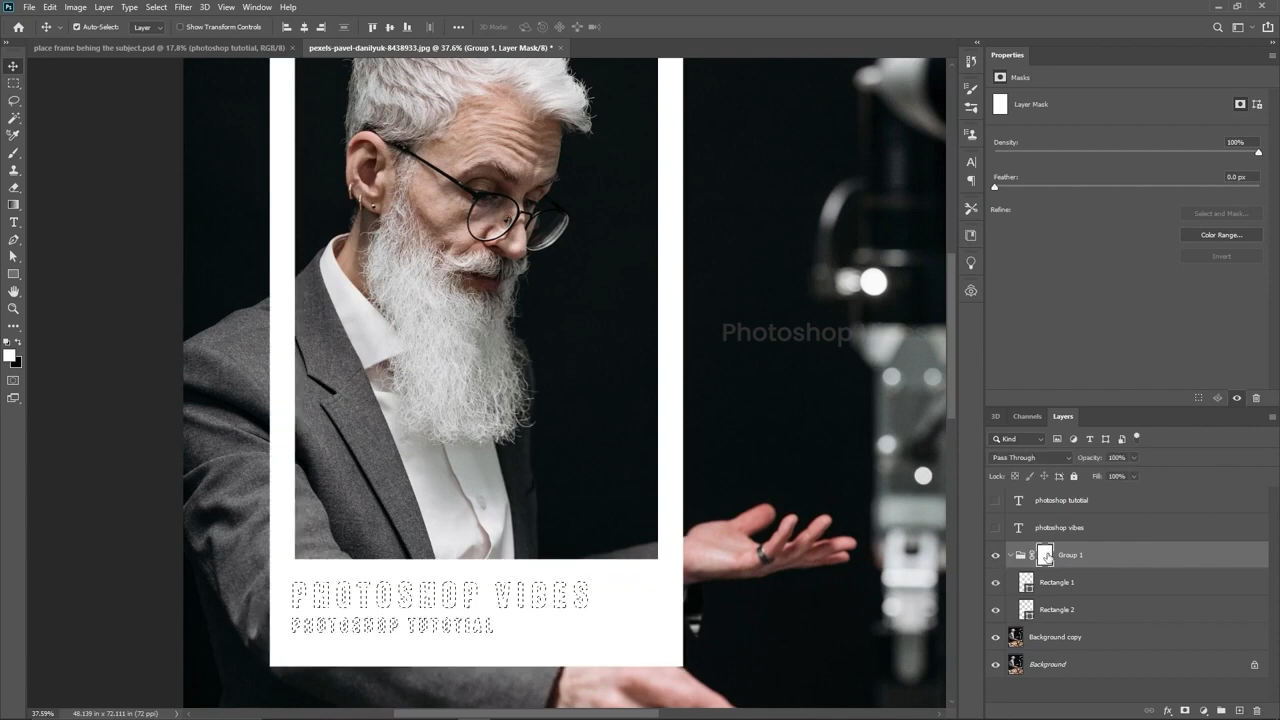 Ps File Edit Image Layer Type Select Filter 3D View Window Help
Auto-Select: Layer Show Transform Controls 3D Mode:
place frame behing the subject.psd @ 17.8% (photoshop tutotial, RGB/8) × pexels-pavel-danilyuk-8438933.jpg @ 37.6% (Group 1, Layer Mask/8) * ×
Properties
Masks
Layer Mask
Density: 100%
Feather: 0.0 px
Refine:
Select and Mask...
Color Range...
Invert
Photoshop
PHOTOSHOP VIBES
PHOTOSHOP TUTOTIAL
3D Channels Layers
Kind
Pass Through Opacity: 100%
Lock: Fill: 100%
photoshop tutotial
photoshop vibes
Group 1
Rectangle 1
Rectangle 2
Background copy
Background
37.59% 48.139 in x 72.111 in (72 ppi)